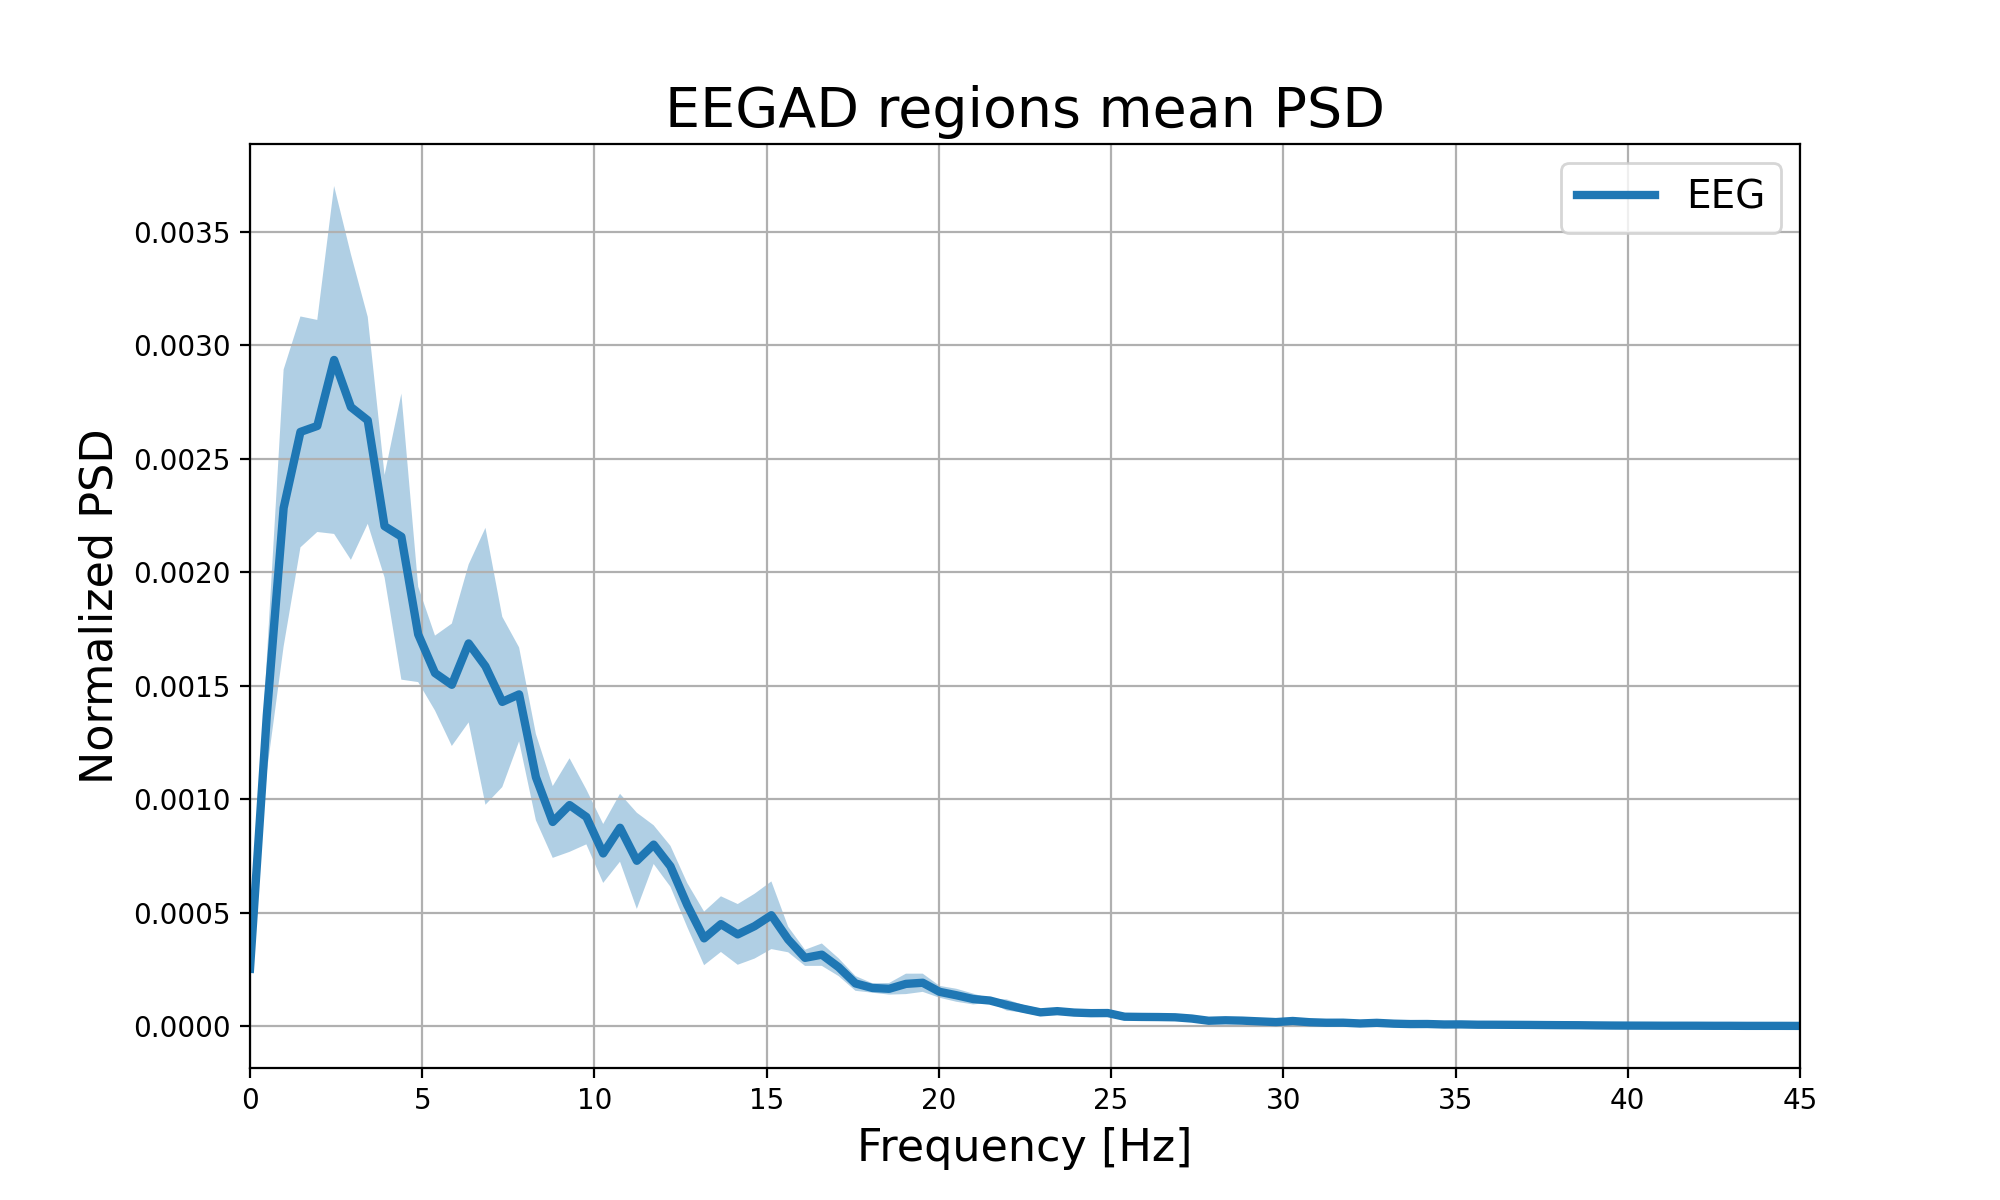 EEGAD regions mean PSD
EEG
Normalized PSD
0.0035
0.0030
0.0025
0.0020
0.0015
0.0010
0.0005
0.0000
0 5 10 15 20 25 30 35 40 45
Frequency [Hz]